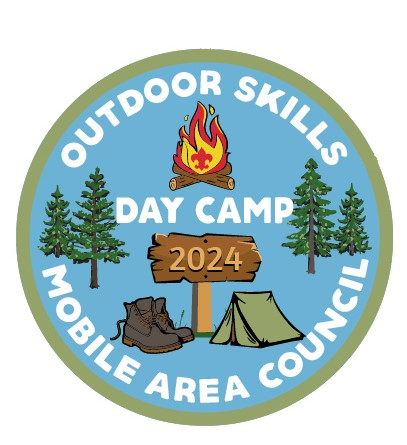 OUTDOOR SKILLS
DAY CAMP
2024
MOBILE AREA COUNCIL